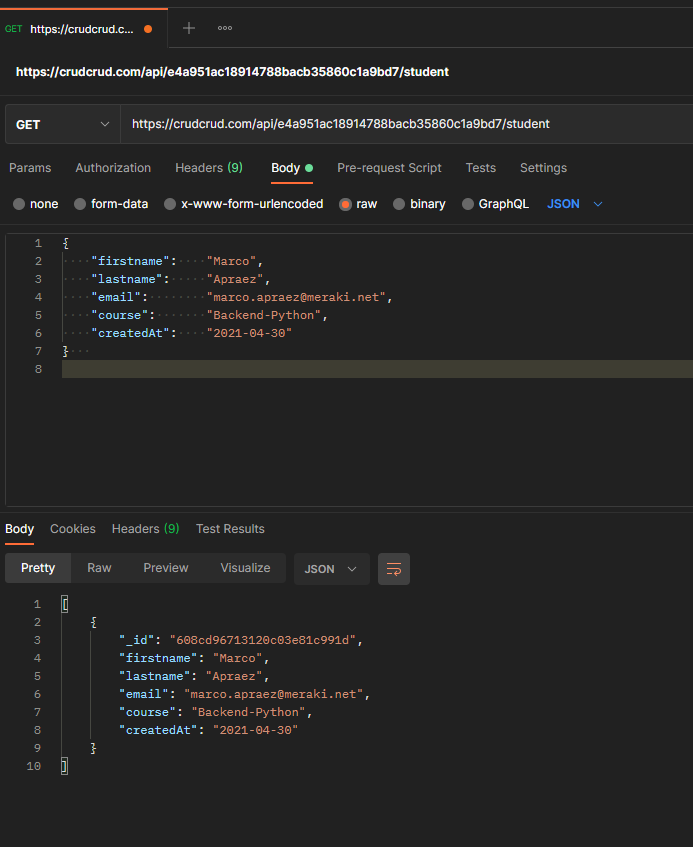 GET https://crudcrud.c...
https://crudcrud.com/api/e4a951ac18914788bacb35860c1a9bd7/student
GET https://crudcrud.com/api/e4a951ac18914788bacb35860c1a9bd7/student
Params Authorization Headers (9) Body Pre-request Script Tests Settings
none form-data x-www-form-urlencoded raw binary GraphQL JSON
1 {
2 "firstname": "Marco",
3 "lastname": "Apraez",
4 "email": "marco.apraez@meraki.net",
5 "course": "Backend-Python",
6 "createdAt": "2021-04-30"
7 }
8
Body Cookies Headers (9) Test Results
Pretty Raw Preview Visualize JSON
1 [
2 {
3 "_id": "608cd96713120c03e81c991d",
4 "firstname": "Marco",
5 "lastname": "Apraez",
6 "email": "marco.apraez@meraki.net",
7 "course": "Backend-Python",
8 "createdAt": "2021-04-30"
9 }
10 ]